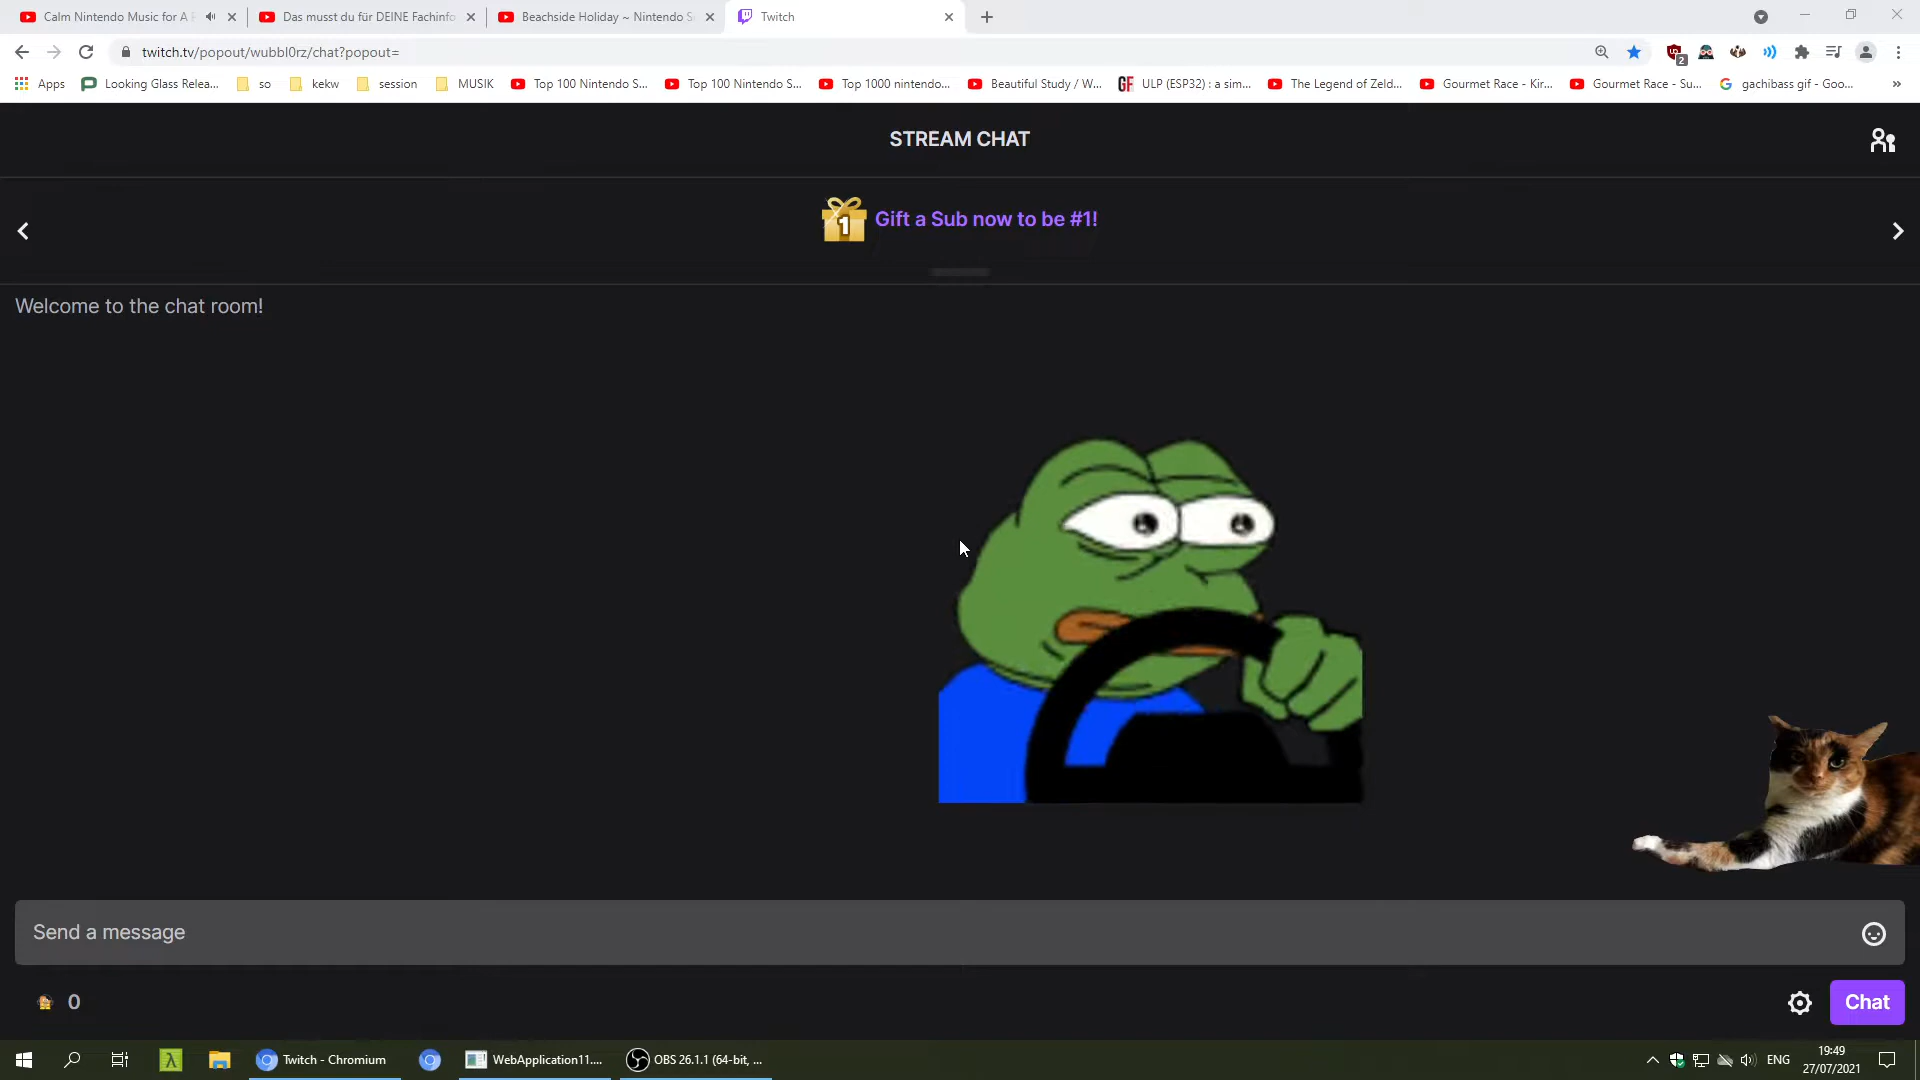 Calm Nintendo Music for A
Das musst du für DEINE Fachinfo
Beachside Holiday ~ Nintendo S
Twitch
twitch.tv/popout/wubbl0rz/chat?popout=
2
Apps
Looking Glass Relea...
so
kekw
session
MUSIK
Top 100 Nintendo S...
Top 100 Nintendo S...
Top 1000 nintendo...
Beautiful Study / W...
GF
ULP (ESP32) : a sim...
The Legend of Zeld...
Gourmet Race - Kir...
Gourmet Race - Su...
gachibass gif - Goo...
STREAM CHAT
1
Gift a Sub now to be #1!
Welcome to the chat room!
Send a message
0
Chat
Twitch - Chromium
WebApplication11....
OBS 26.1.1 (64-bit, ...
ENG
19:49
27/07/2021